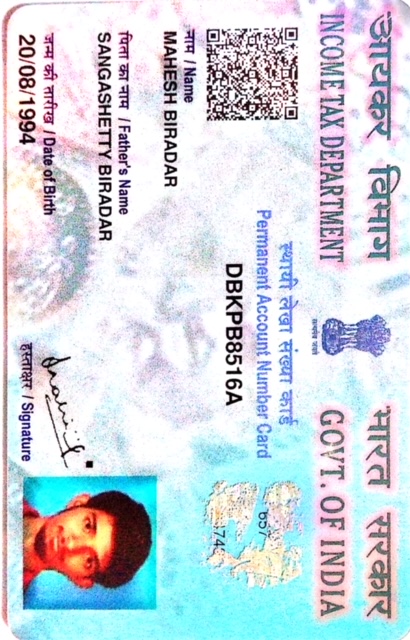 आयकर विभाग
INCOME TAX DEPARTMENT
भारत सरकार
GOVT. OF INDIA
सत्यमेव जयते
स्थायी लेखा संख्या कार्ड
Permanent Account Number Card
DBKPB8516A
नाम / Name
MAHESH BIRADAR
पिता का नाम / Father's Name
SANGASHETTY BIRADAR
जन्म की तारीख / Date of Birth
20/08/1994
हस्ताक्षर / Signature